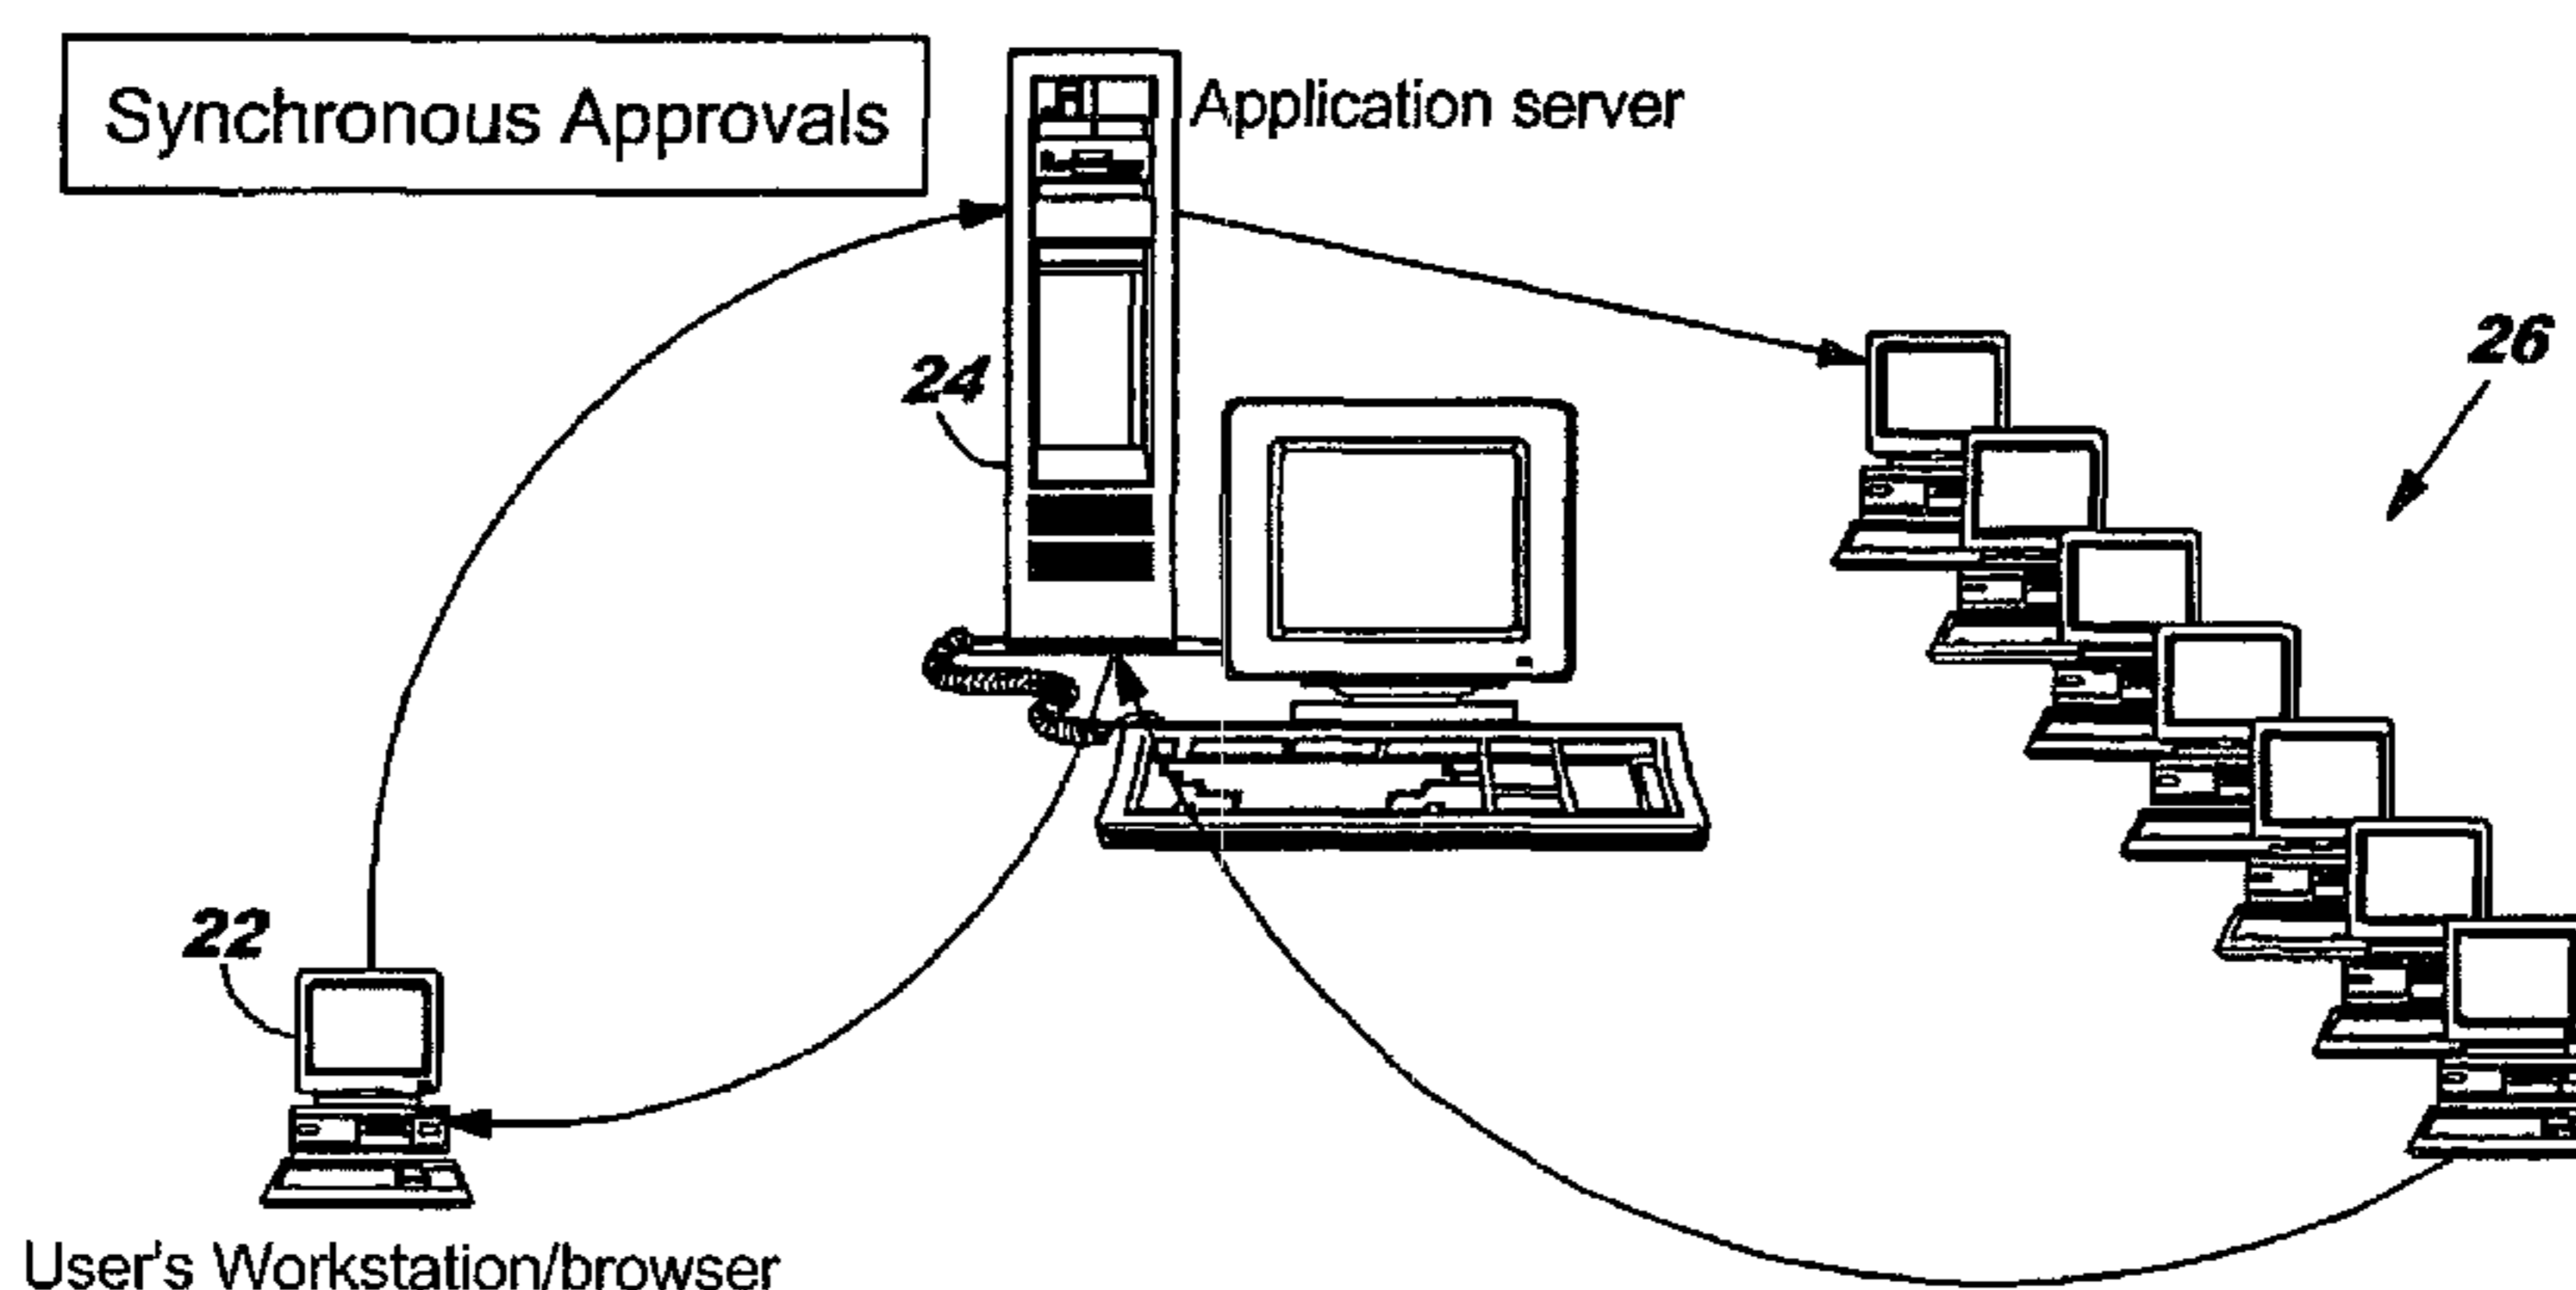 Synchronous Approvals
Application server
26
24
22
User's Workstation/browser